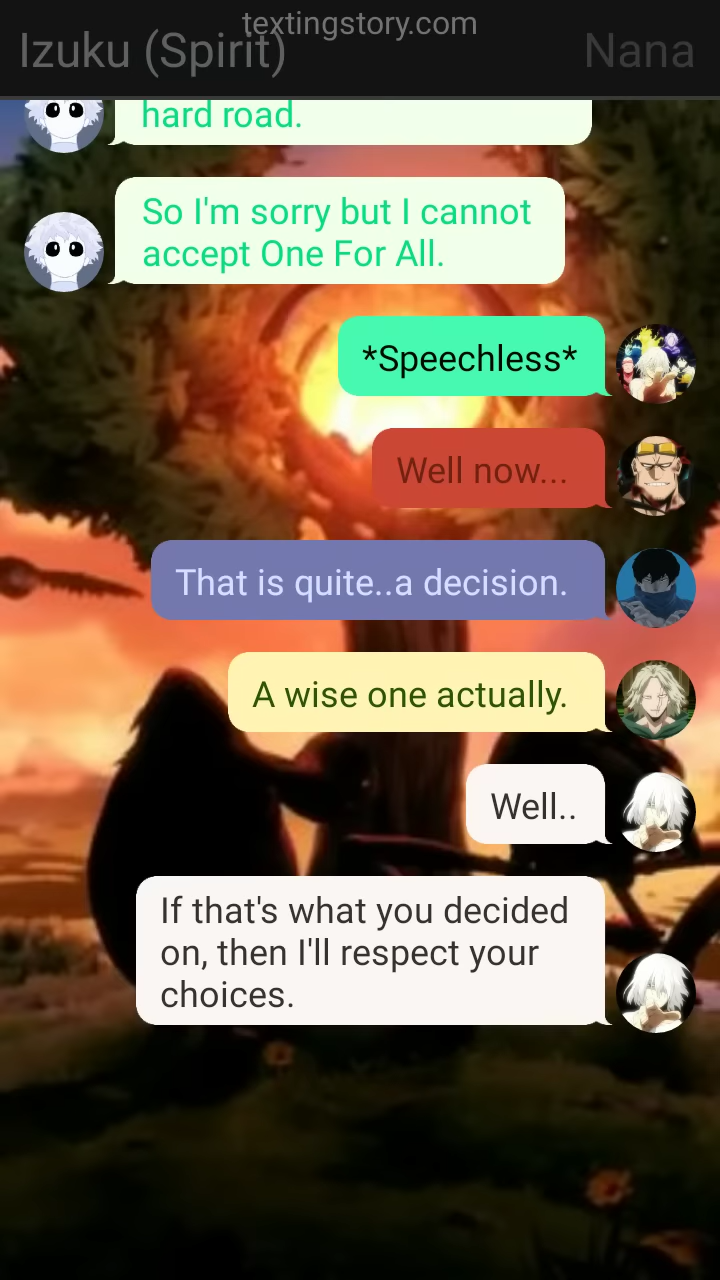 textingstory.com
Izuku (Spirit)
Nana
hard road.
So I'm sorry but I cannot
accept One For All.
*Speechless*
Well now...
That is quite..a decision.
A wise one actually.
Well..
If that's what you decided
on, then I'll respect your
choices.